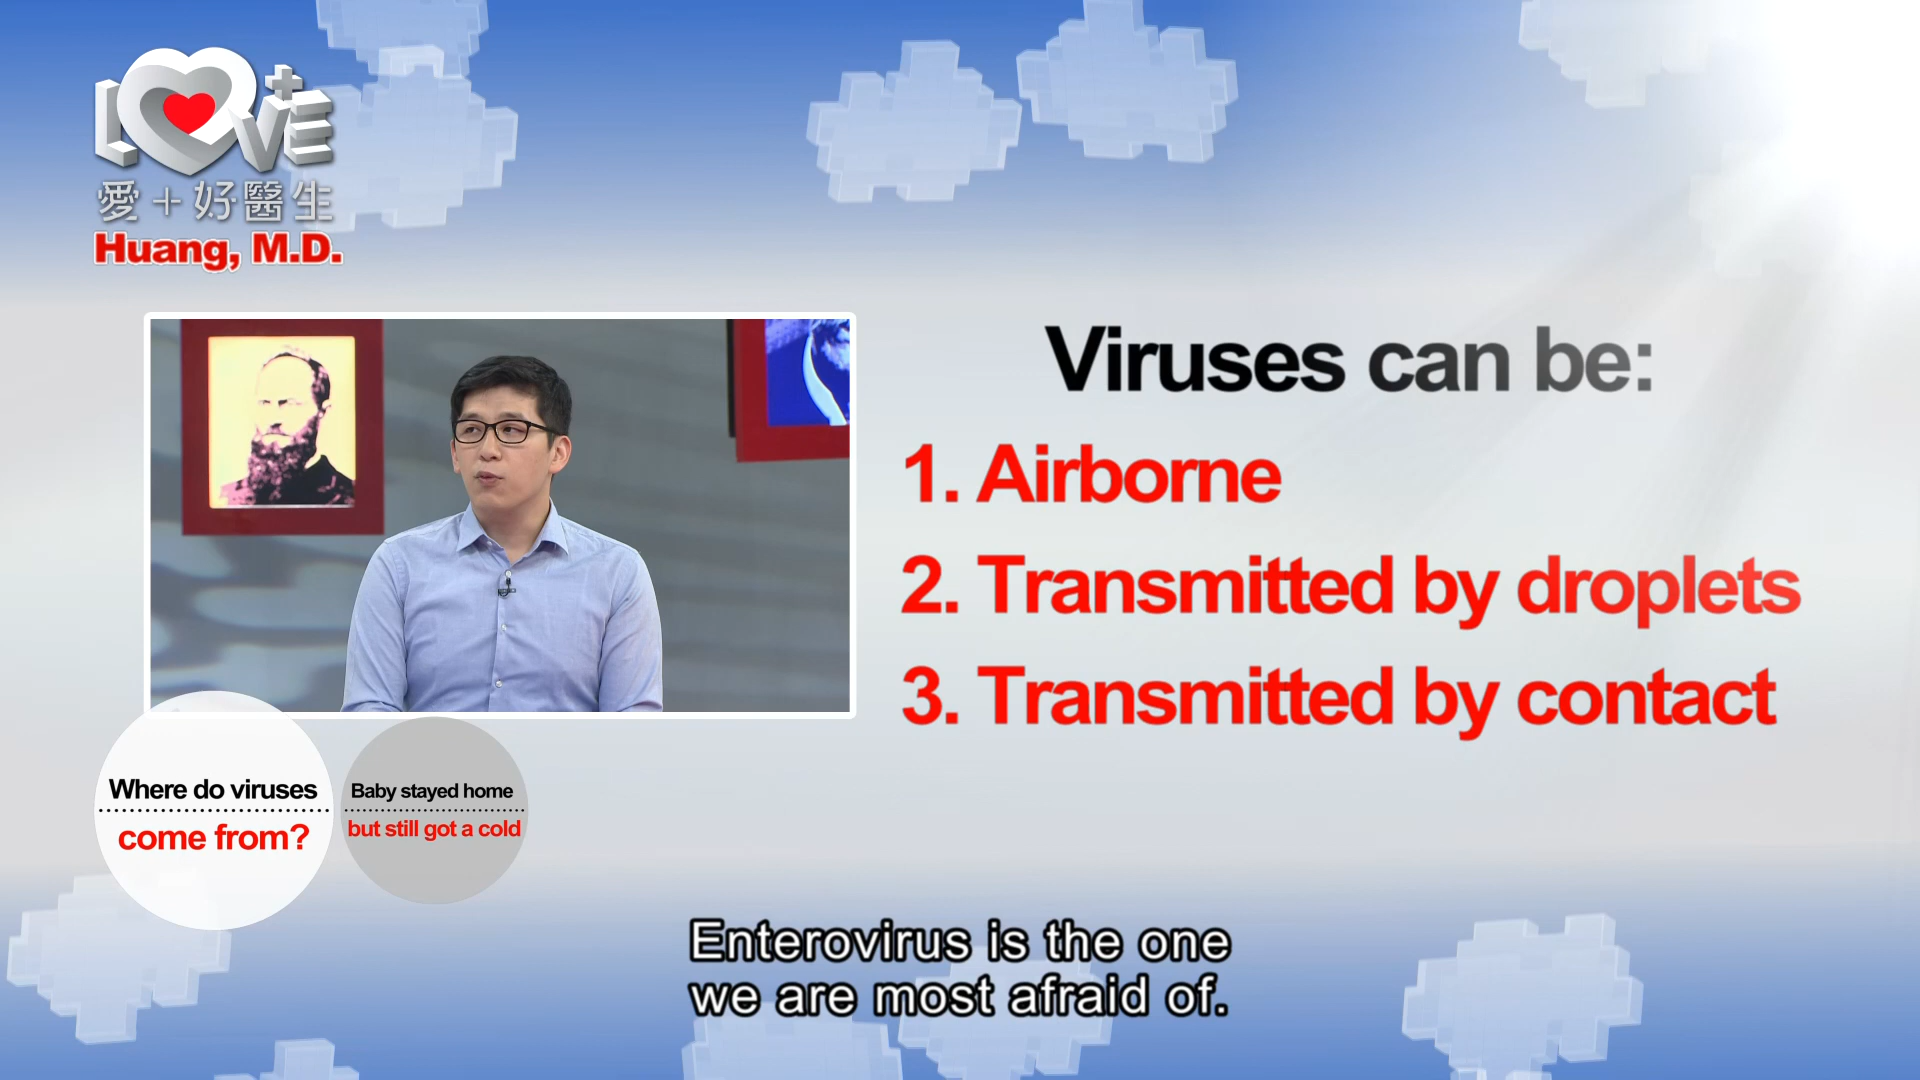 LOVE
愛+好醫生
Huang, M.D.
Viruses can be:
1. Airborne
2. Transmitted by droplets
3. Transmitted by contact
Where do viruses
come from?
Baby stayed home
but still got a cold
Enterovirus is the one
we are most afraid of.